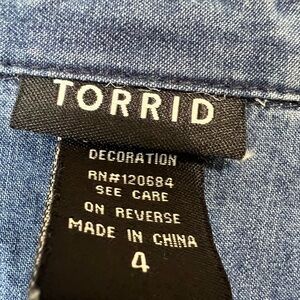 TORRID
DECORATION
RN#120684
SEE CARE
ON REVERSE
MADE IN CHINA
4